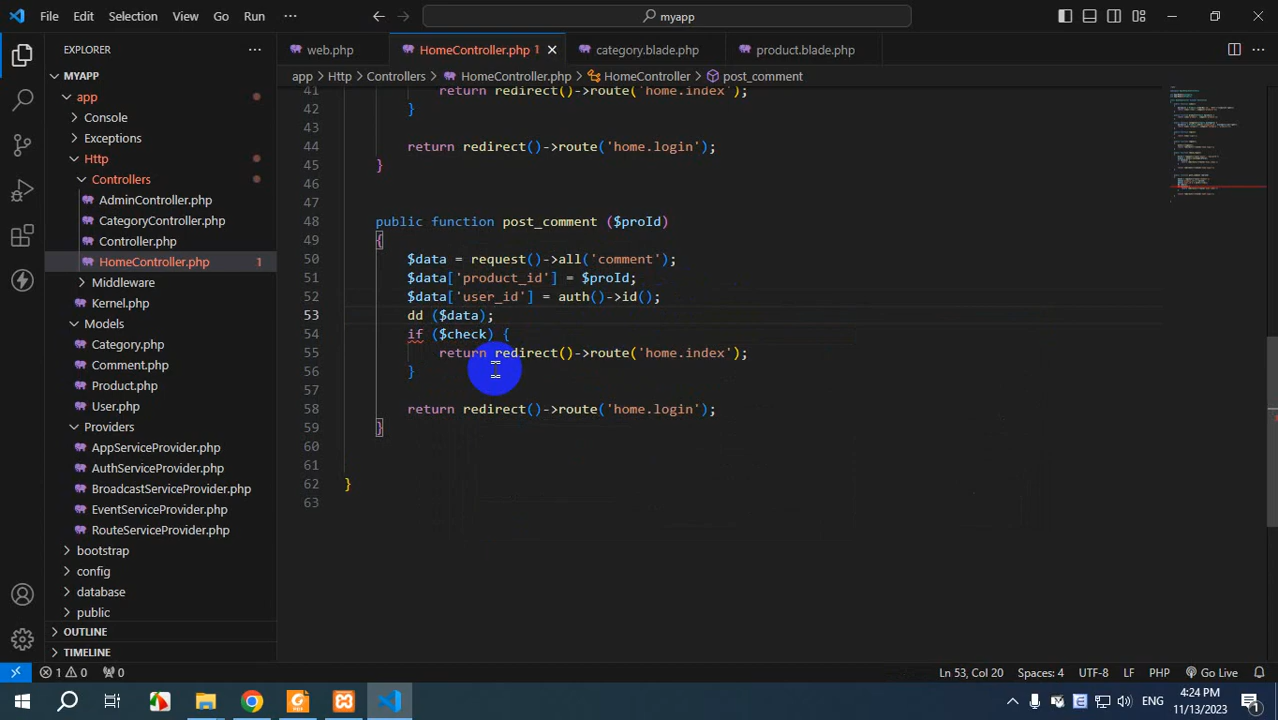 File Edit Selection View Go Run ··· myapp
EXPLORER ···
web.php
HomeController.php 1
category.blade.php
product.blade.php
app > Http > Controllers > HomeController.php > HomeController > post_comment
MYAPP
app
Console
Exceptions
Http
Controllers
AdminController.php
CategoryController.php
Controller.php
HomeController.php 1
Middleware
Kernel.php
Models
Category.php
Comment.php
Product.php
User.php
Providers
AppServiceProvider.php
AuthServiceProvider.php
BroadcastServiceProvider.php
EventServiceProvider.php
RouteServiceProvider.php
bootstrap
config
database
public
OUTLINE
TIMELINE
41 return redirect()->route('home.index');
42 }
43
44 return redirect()->route('home.login');
45 }
46
47
48 public function post_comment ($proId)
49 {
50 $data = request()->all('comment');
51 $data['product_id'] = $proId;
52 $data['user_id'] = auth()->id();
53 dd ($data);
54 if ($check) {
55 return redirect()->route('home.index');
56 }
57
58 return redirect()->route('home.login');
59 }
60
61
62 }
63
1 0 0
Ln 53, Col 20 Spaces: 4 UTF-8 LF PHP Go Live
ENG
4:24 PM
11/13/2023